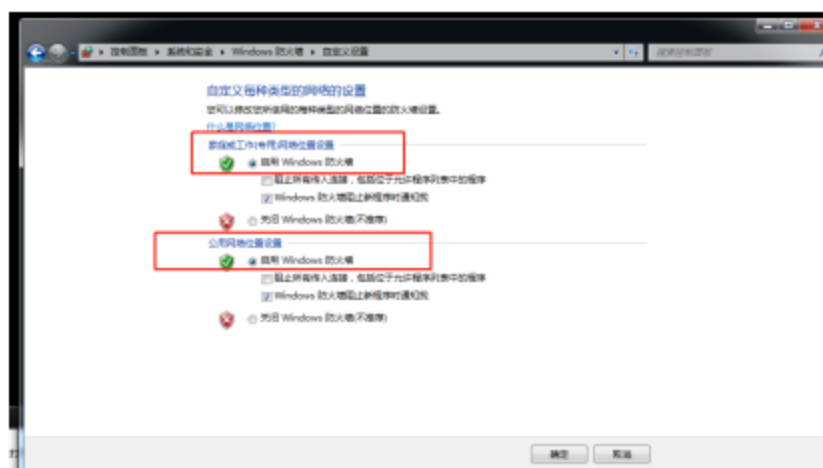 控制面板 ▸ 系统和安全 ▸ Windows 防火墙 ▸ 自定义设置
搜索控制面板
自定义每种类型的网络的设置
您可以修改您所使用的每种类型的网络位置的防火墙设置。
什么是网络位置?
家庭或工作(专用)网络位置设置
启用 Windows 防火墙
阻止所有传入连接，包括位于允许程序列表中的程序
Windows 防火墙阻止新程序时通知我
关闭 Windows 防火墙(不推荐)
公用网络位置设置
启用 Windows 防火墙
阻止所有传入连接，包括位于允许程序列表中的程序
Windows 防火墙阻止新程序时通知我
关闭 Windows 防火墙(不推荐)
确定
取消